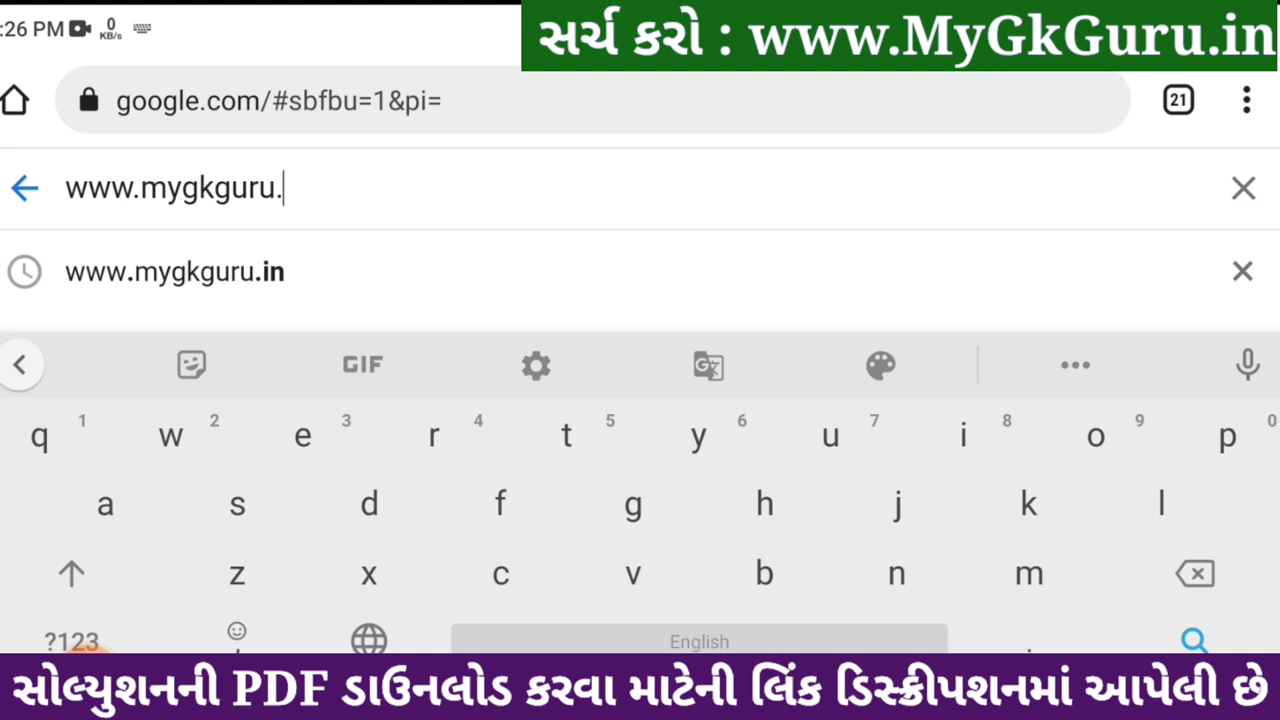 :26 PM 0 KB/s
સર્ચ કરો : www.MyGkGuru.in
google.com/#sbfbu=1&pi=
21
www.mygkguru.
www.mygkguru.in
GIF
q 1 w 2 e 3 r 4 t 5 y 6 u 7 i 8 o 9 p 0
a s d f g h j k l
z x c v b n m
?123 English
સોલ્યુશનની PDF ડાઉનલોડ કરવા માટેની લિંક ડિસ્ક્રીપશનમાં આપેલી છે